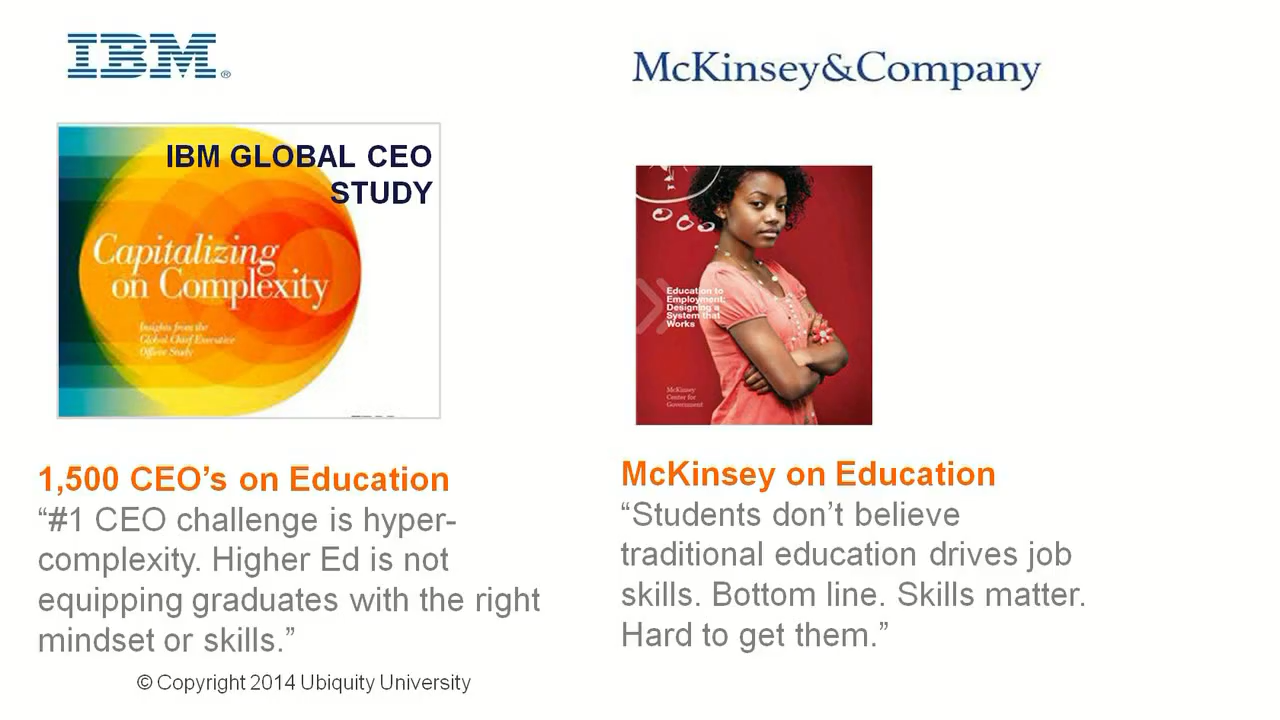 IBM®
IBM GLOBAL CEO
STUDY
Capitalizing
on Complexity
Insights from the
Global Chief Executive
Officer Study
1,500 CEO’s on Education
“#1 CEO challenge is hyper-
complexity. Higher Ed is not
equipping graduates with the right
mindset or skills.”
© Copyright 2014 Ubiquity University
McKinsey&Company
Education to
Employment:
Designing a
System that
Works
McKinsey
Center for
Government
McKinsey on Education
“Students don’t believe
traditional education drives job
skills. Bottom line. Skills matter.
Hard to get them.”